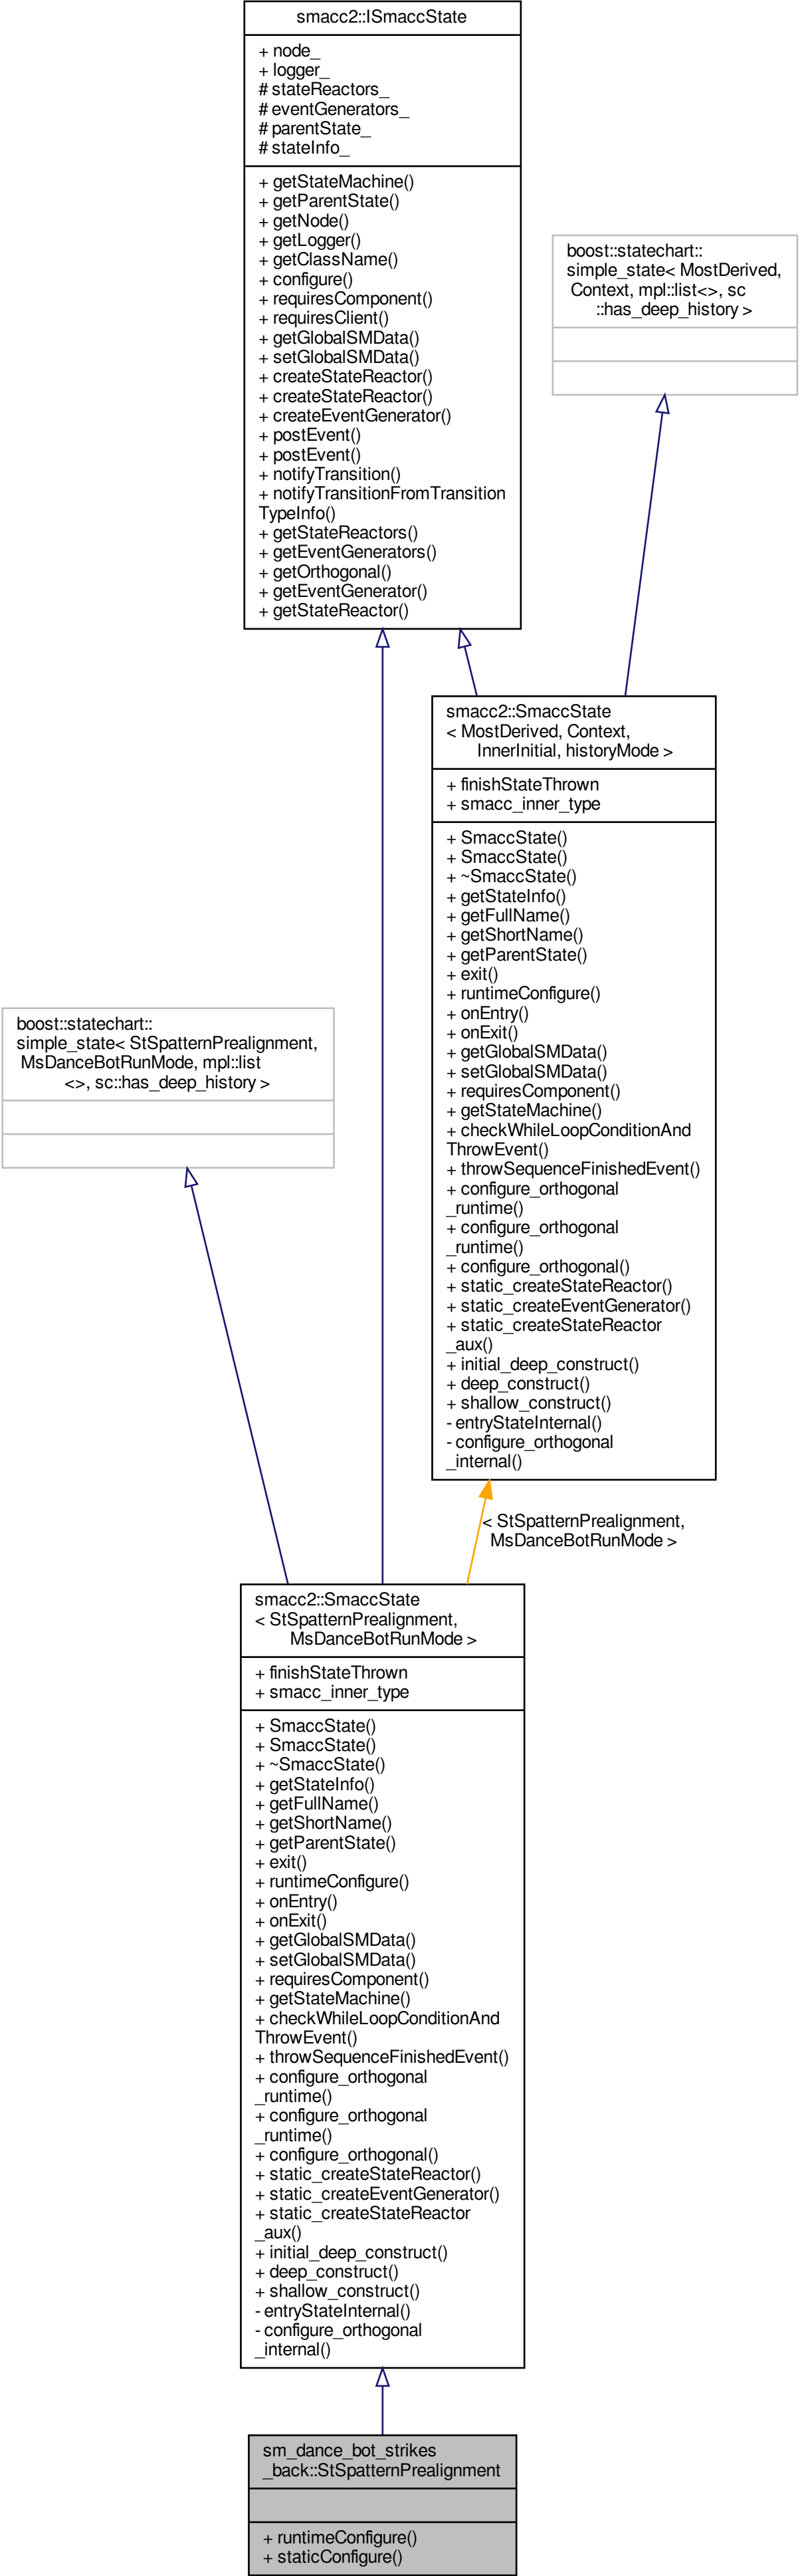 smacc2::ISmaccState
+ node_
+ logger_
# stateReactors_
# eventGenerators_
# parentState_
# stateInfo_
+ getStateMachine()
+ getParentState()
+ getNode()
+ getLogger()
+ getClassName()
+ configure()
+ requiresComponent()
+ requiresClient()
+ getGlobalSMData()
+ setGlobalSMData()
+ createStateReactor()
+ createStateReactor()
+ createEventGenerator()
+ postEvent()
+ postEvent()
+ notifyTransition()
+ notifyTransitionFromTransition
TypeInfo()
+ getStateReactors()
+ getEventGenerators()
+ getOrthogonal()
+ getEventGenerator()
+ getStateReactor()
boost::statechart::
simple_state< MostDerived,
Context, mpl::list<>, sc
::has_deep_history >
smacc2::SmaccState
< MostDerived, Context,
InnerInitial, historyMode >
+ finishStateThrown
+ smacc_inner_type
+ SmaccState()
+ SmaccState()
+ ~SmaccState()
+ getStateInfo()
+ getFullName()
+ getShortName()
+ getParentState()
+ exit()
+ runtimeConfigure()
+ onEntry()
+ onExit()
+ getGlobalSMData()
+ setGlobalSMData()
+ requiresComponent()
+ getStateMachine()
+ checkWhileLoopConditionAnd
ThrowEvent()
+ throwSequenceFinishedEvent()
+ configure_orthogonal
_runtime()
+ configure_orthogonal
_runtime()
+ configure_orthogonal()
+ static_createStateReactor()
+ static_createEventGenerator()
+ static_createStateReactor
_aux()
+ initial_deep_construct()
+ deep_construct()
+ shallow_construct()
- entryStateInternal()
- configure_orthogonal
_internal()
boost::statechart::
simple_state< StSpatternPrealignment,
MsDanceBotRunMode, mpl::list
<>, sc::has_deep_history >
< StSpatternPrealignment,
MsDanceBotRunMode >
smacc2::SmaccState
< StSpatternPrealignment,
MsDanceBotRunMode >
+ finishStateThrown
+ smacc_inner_type
+ SmaccState()
+ SmaccState()
+ ~SmaccState()
+ getStateInfo()
+ getFullName()
+ getShortName()
+ getParentState()
+ exit()
+ runtimeConfigure()
+ onEntry()
+ onExit()
+ getGlobalSMData()
+ setGlobalSMData()
+ requiresComponent()
+ getStateMachine()
+ checkWhileLoopConditionAnd
ThrowEvent()
+ throwSequenceFinishedEvent()
+ configure_orthogonal
_runtime()
+ configure_orthogonal
_runtime()
+ configure_orthogonal()
+ static_createStateReactor()
+ static_createEventGenerator()
+ static_createStateReactor
_aux()
+ initial_deep_construct()
+ deep_construct()
+ shallow_construct()
- entryStateInternal()
- configure_orthogonal
_internal()
sm_dance_bot_strikes
_back::StSpatternPrealignment
+ runtimeConfigure()
+ staticConfigure()